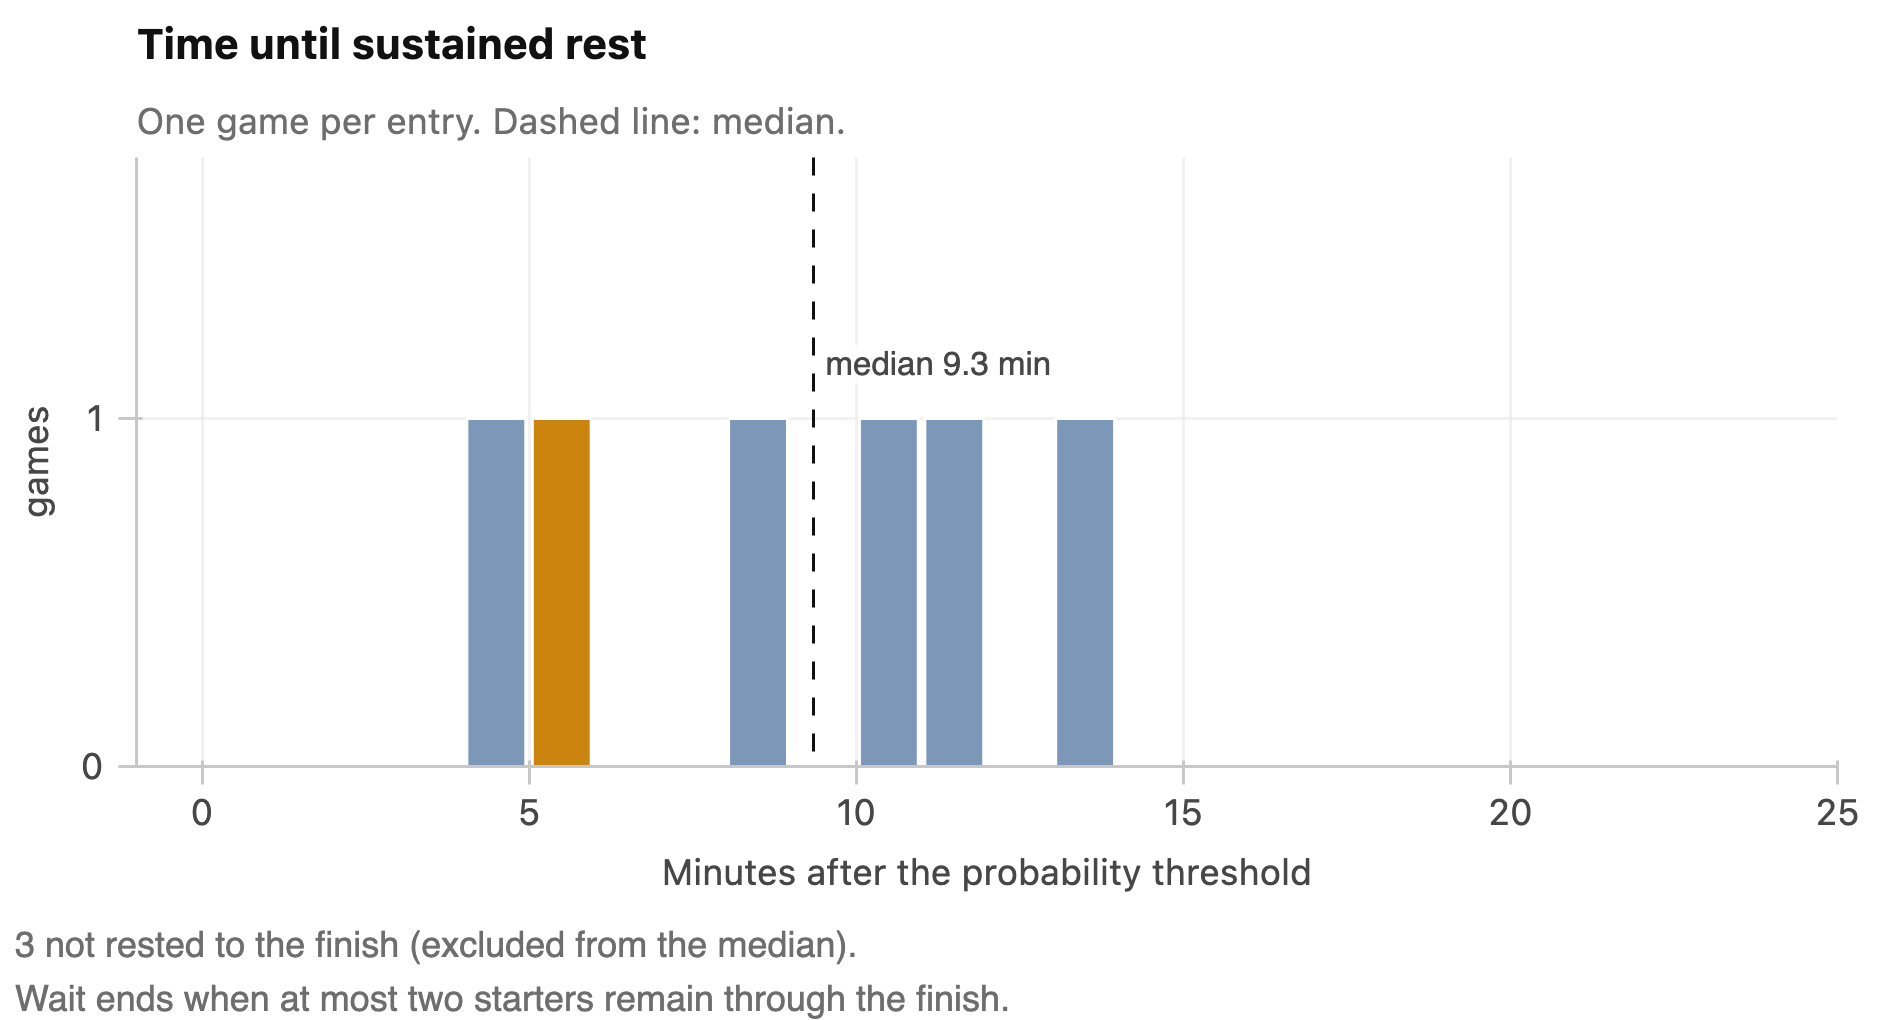 Time until sustained rest
One game per entry. Dashed line: median.
median 9.3 min
games
1
0
0 5 10 15 20 25
Minutes after the probability threshold
3 not rested to the finish (excluded from the median).
Wait ends when at most two starters remain through the finish.